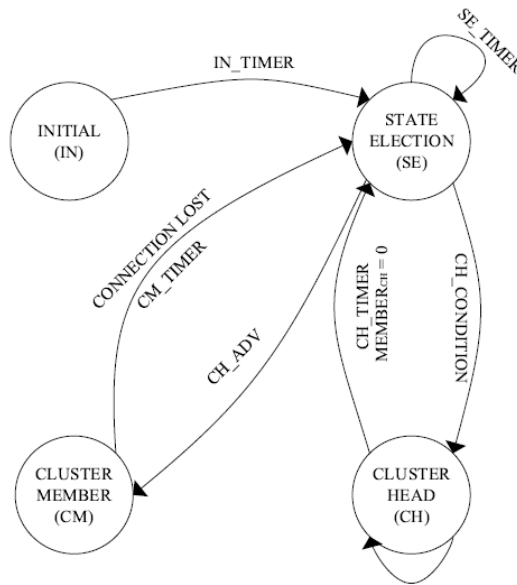 SE_TIMER
IN_TIMER
INITIAL
(IN)
STATE
ELECTION
(SE)
CONNECTION LOST
CM_TIMER
CH_ADV
CH_TIMER
MEMBER_CH = 0
CH_CONDITION
CLUSTER
MEMBER
(CM)
CLUSTER
HEAD
(CH)